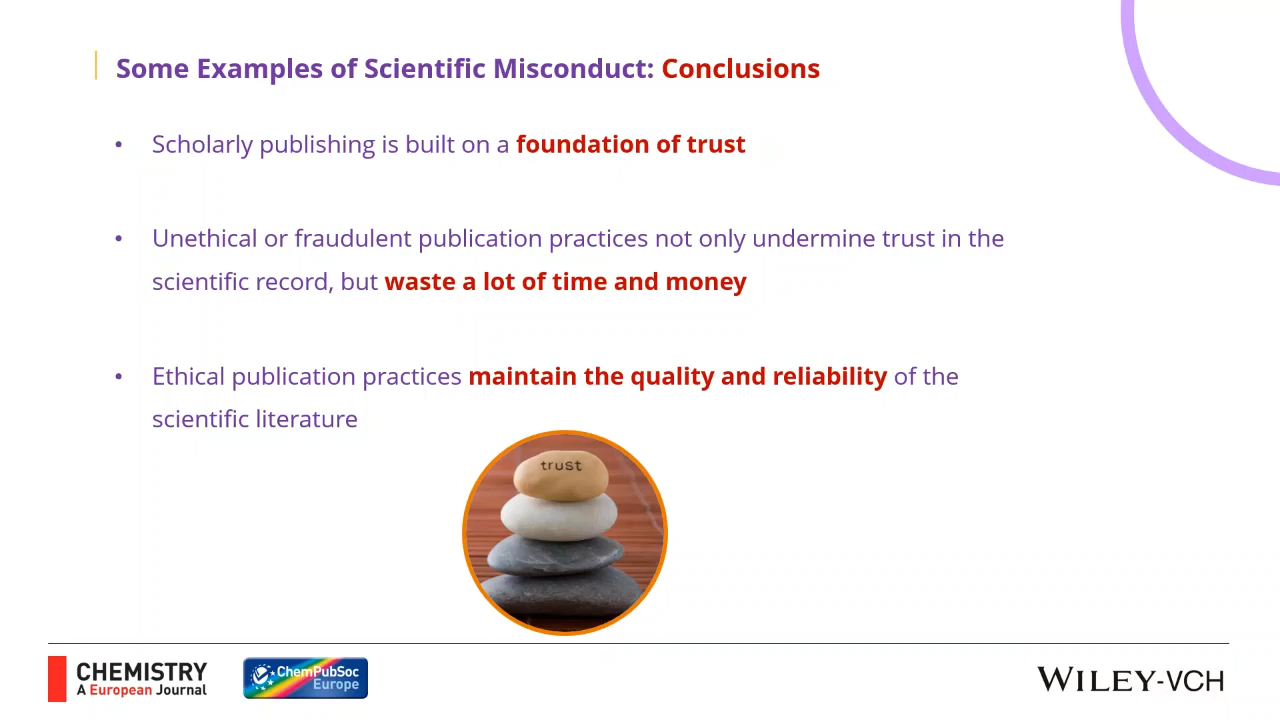 Some Examples of Scientific Misconduct: Conclusions
• Scholarly publishing is built on a foundation of trust
• Unethical or fraudulent publication practices not only undermine trust in the
scientific record, but waste a lot of time and money
• Ethical publication practices maintain the quality and reliability of the
scientific literature
trust
CHEMISTRY
A European Journal
ChemPubSoc
Europe
WILEY-VCH